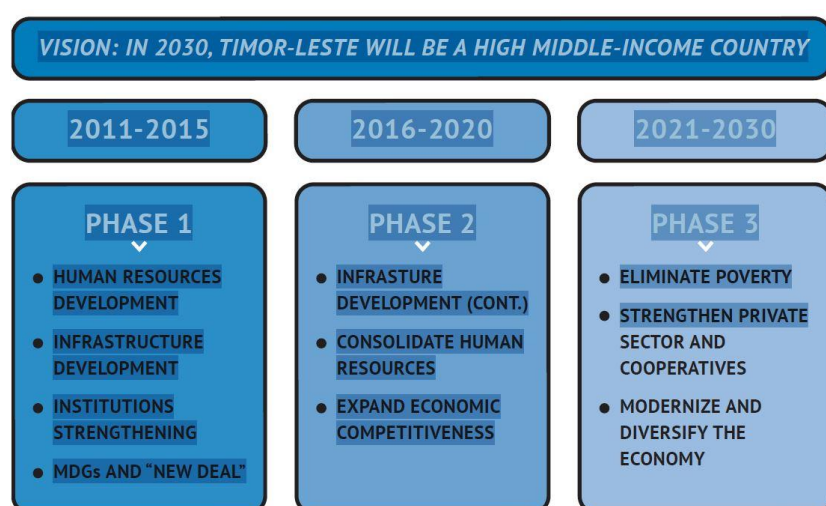 VISION: IN 2030, TIMOR-LESTE WILL BE A HIGH MIDDLE-INCOME COUNTRY
2011-2015
PHASE 1
HUMAN RESOURCES
DEVELOPMENT
INFRASTRUCTURE
DEVELOPMENT
INSTITUTIONS
STRENGTHENING
MDGs AND “NEW DEAL”
2016-2020
PHASE 2
INFRASTURE
DEVELOPMENT (CONT.)
CONSOLIDATE HUMAN
RESOURCES
EXPAND ECONOMIC
COMPETITIVENESS
2021-2030
PHASE 3
ELIMINATE POVERTY
STRENGTHEN PRIVATE
SECTOR AND
COOPERATIVES
MODERNIZE AND
DIVERSIFY THE
ECONOMY